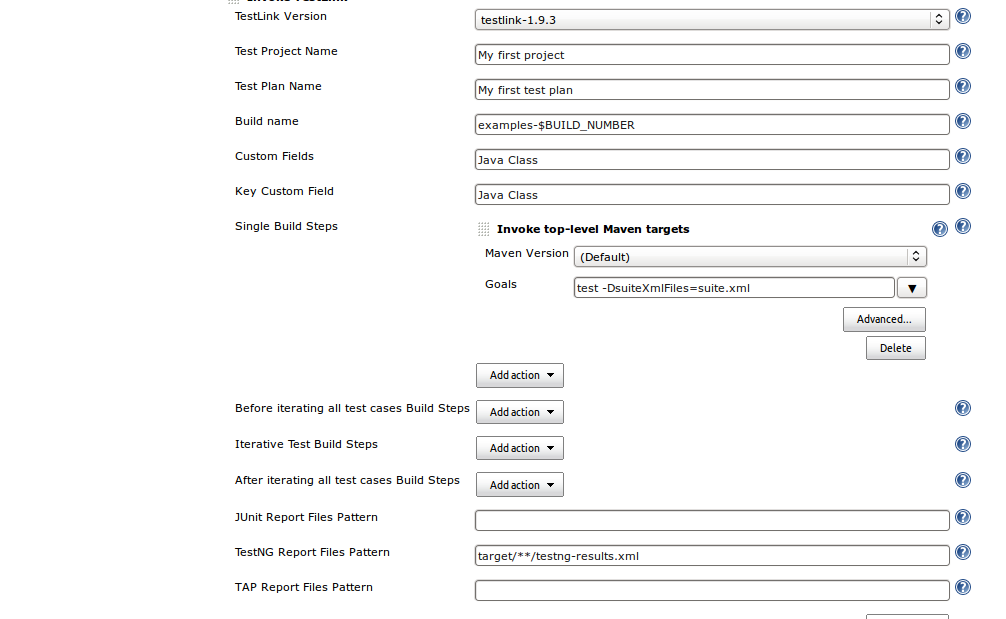 Invoke TestLink
TestLink Version testlink-1.9.3
Test Project Name My first project
Test Plan Name My first test plan
Build name examples-$BUILD_NUMBER
Custom Fields Java Class
Key Custom Field Java Class
Single Build Steps Invoke top-level Maven targets
Maven Version (Default)
Goals test -DsuiteXmlFiles=suite.xml
Advanced...
Delete
Add action
Before iterating all test cases Build Steps Add action
Iterative Test Build Steps Add action
After iterating all test cases Build Steps Add action
JUnit Report Files Pattern
TestNG Report Files Pattern target/**/testng-results.xml
TAP Report Files Pattern